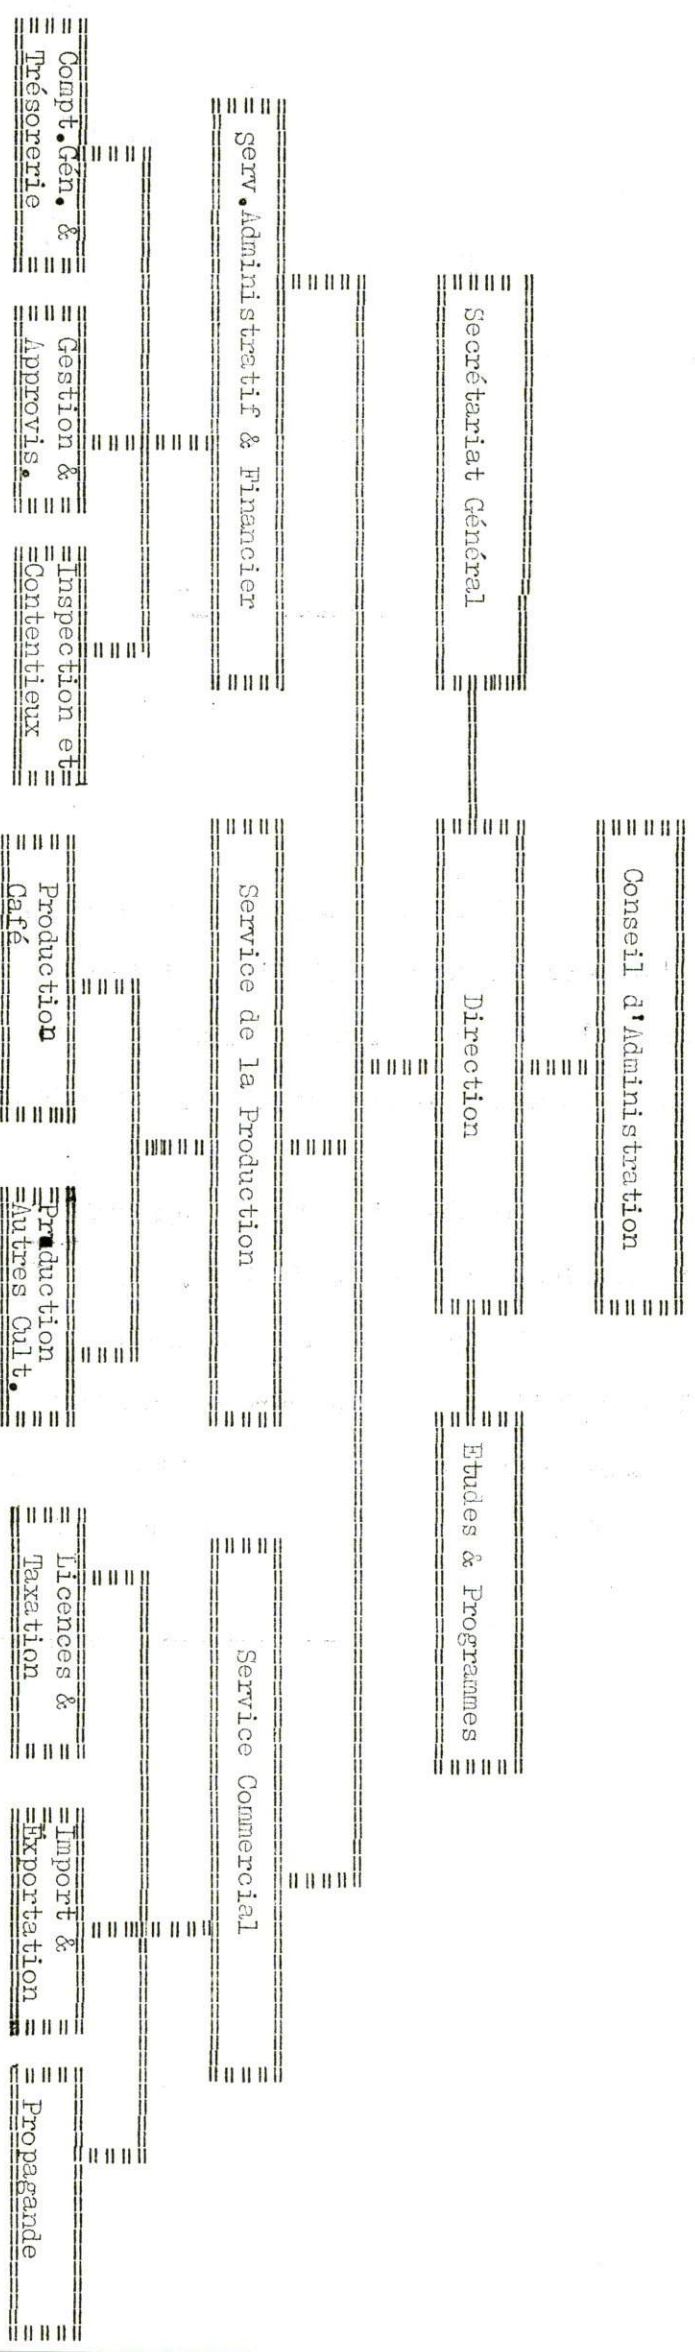 Conseil d'Administration
Secrétariat Général
Direction
Etudes & Programmes
Serv.Administratif & Financier
Service de la Production
Service Commercial
Compt.Gén. &
Trésorerie
Gestion &
Approvis.
Inspection et
Contentieux
Production
Café
Production
Autres Cult.
Licences &
Taxation
Import &
Exportation
Propagande